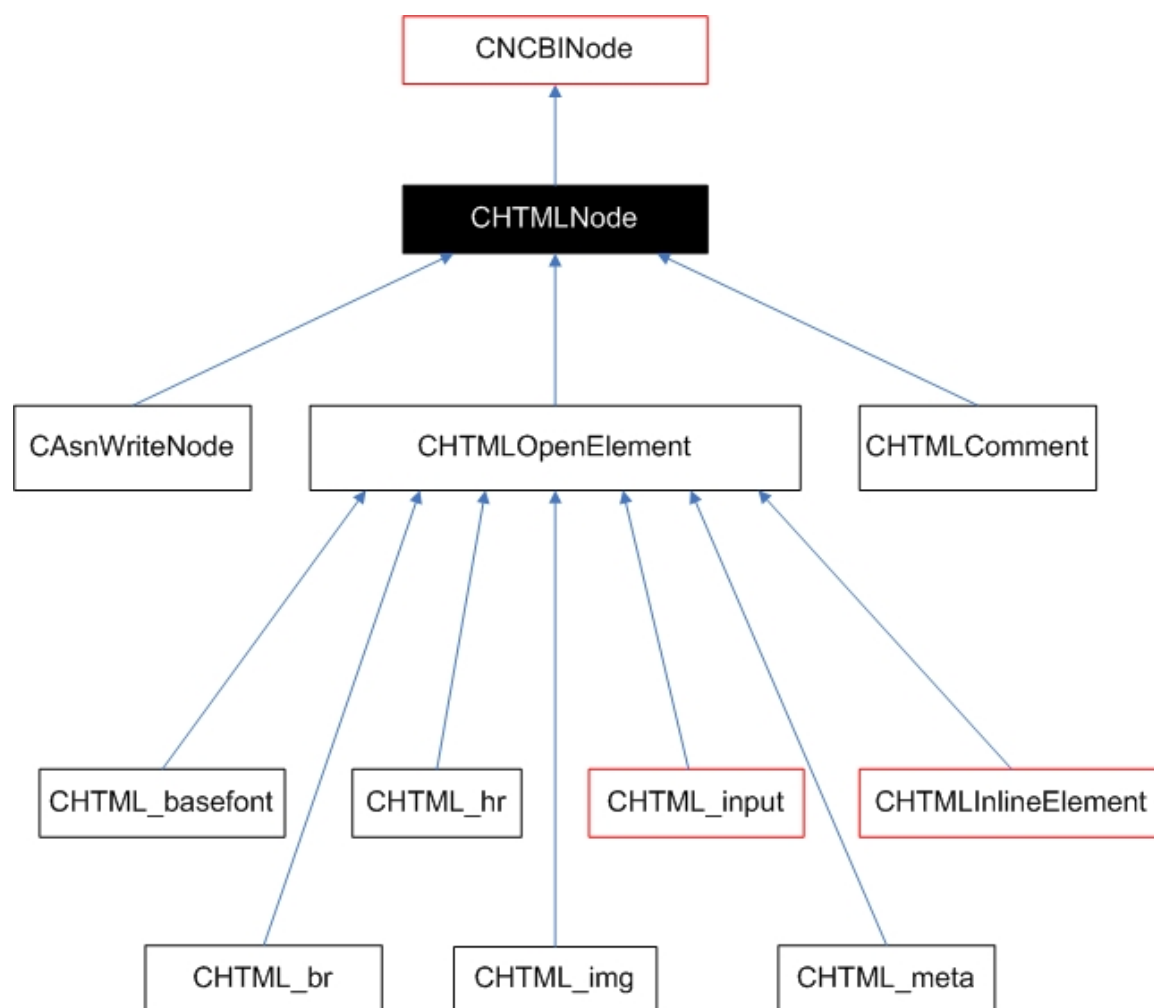 CNCBINode
CHTMLNode
CAsnWriteNode
CHTMLOpenElement
CHTMLComment
CHTML_basefont
CHTML_hr
CHTML_input
CHTMLInlineElement
CHTML_br
CHTML_img
CHTML_meta